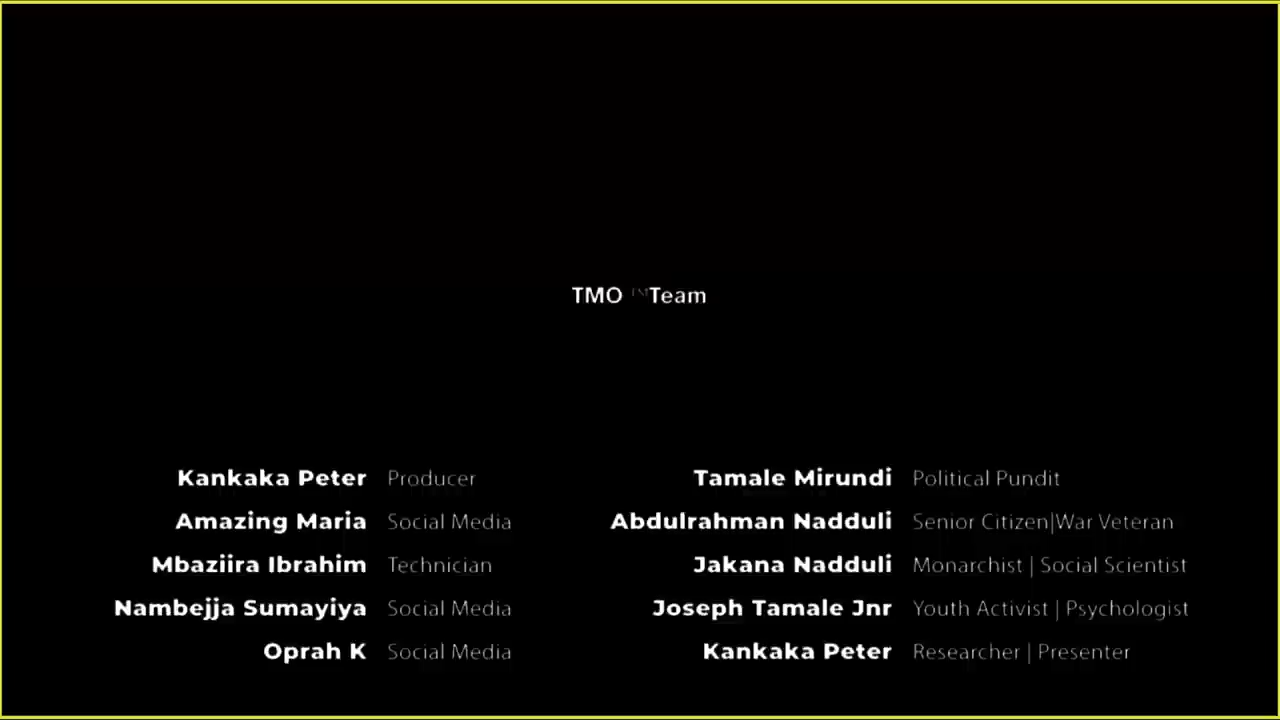 TMO ™Team
Kankaka Peter Producer
Amazing Maria Social Media
Mbaziira Ibrahim Technician
Nambejja Sumayiya Social Media
Oprah K Social Media
Tamale Mirundi Political Pundit
Abdulrahman Nadduli Senior Citizen|War Veteran
Jakana Nadduli Monarchist | Social Scientist
Joseph Tamale Jnr Youth Activist | Psychologist
Kankaka Peter Researcher | Presenter